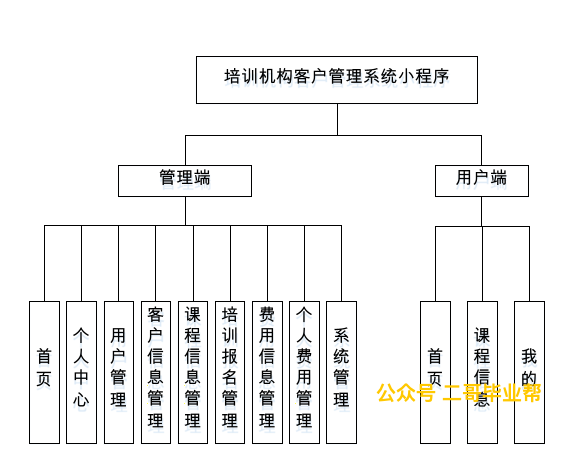 培训机构客户管理系统小程序
管理端
用户端
首页
个人中心
用户管理
客户信息管理
课程信息管理
培训报名管理
费用信息管理
个人费用管理
系统管理
首页
课程信息
我的
公众号 二哥毕业帮